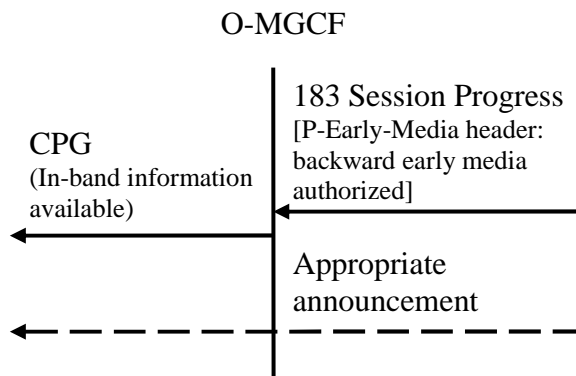 O-MGCF
183 Session Progress
[P-Early-Media header:
backward early media
authorized]
CPG
(In-band information
available)
Appropriate
announcement